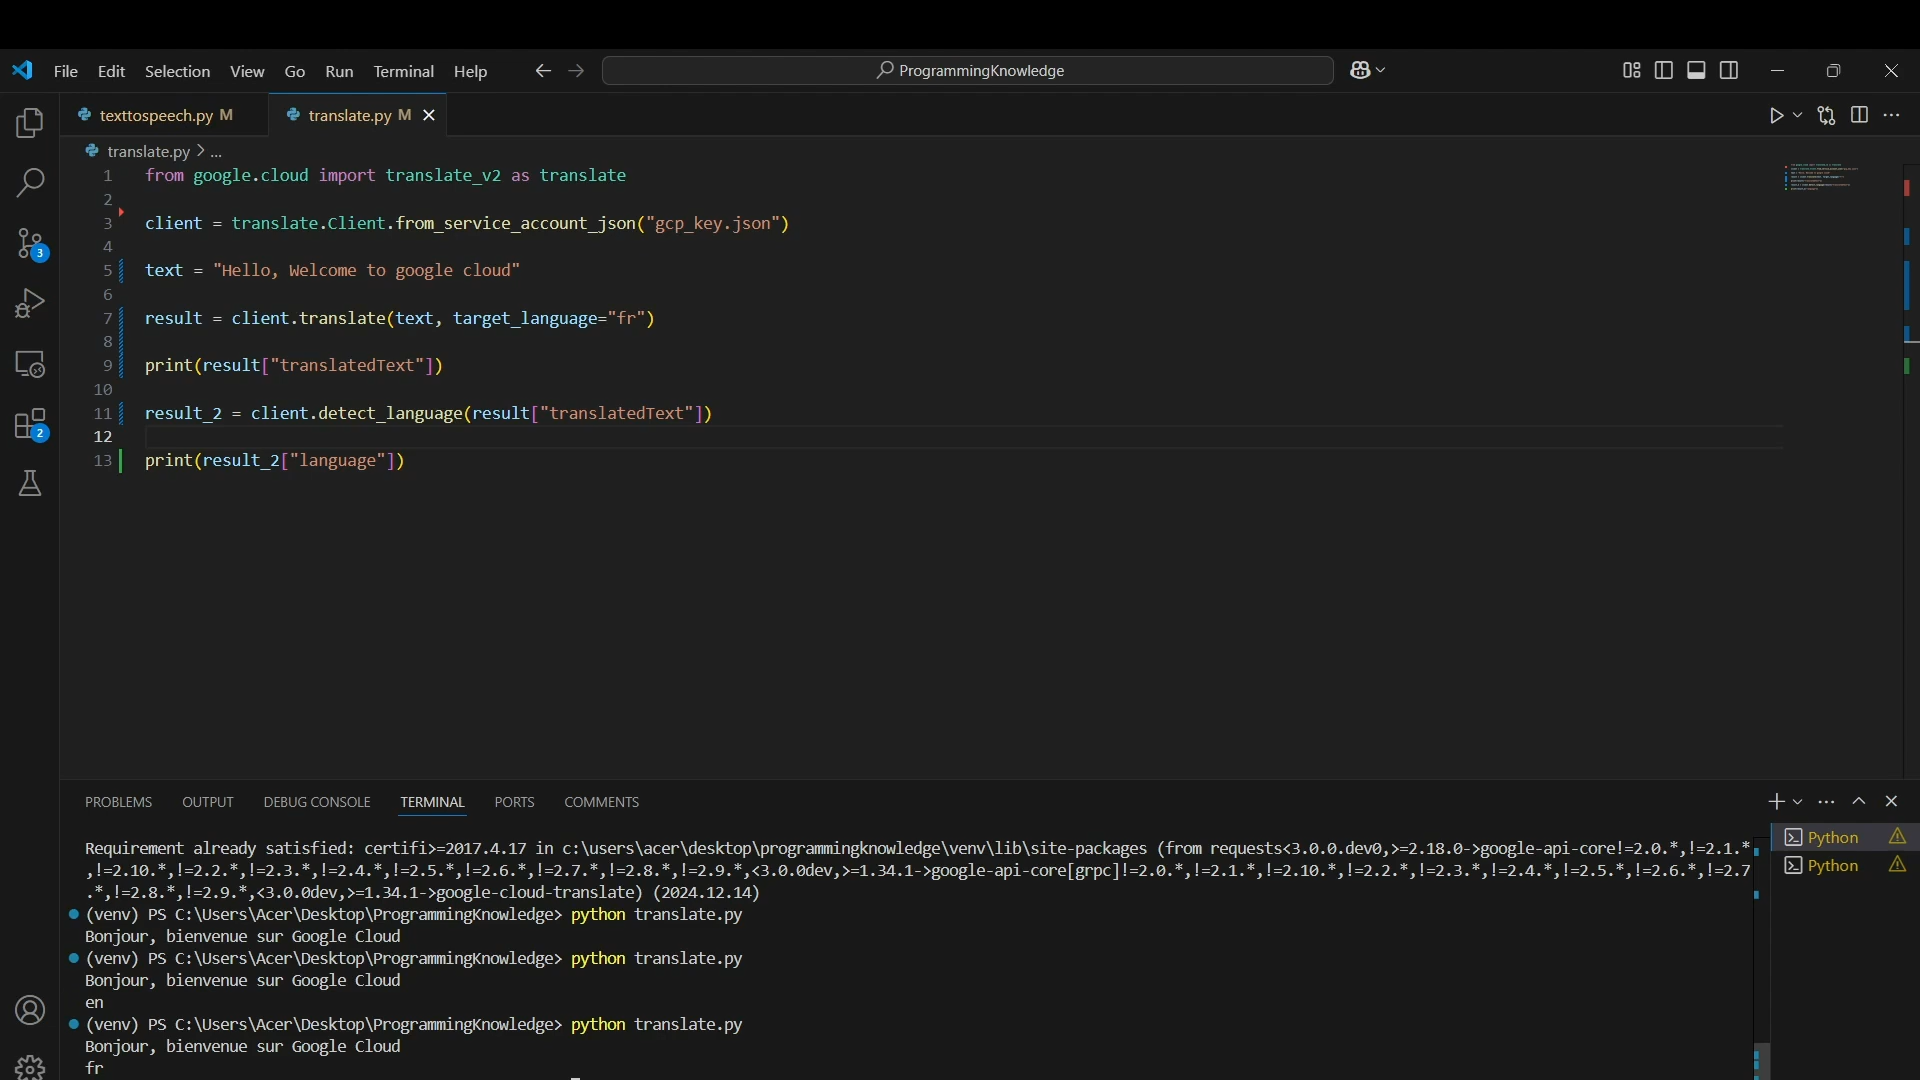 File Edit Selection View Go Run Terminal Help ProgrammingKnowledge
texttospeech.py M translate.py M
translate.py > ...
1 from google.cloud import translate_v2 as translate
2
3 client = translate.Client.from_service_account_json("gcp_key.json")
4
5 text = "Hello, Welcome to google cloud"
6
7 result = client.translate(text, target_language="fr")
8
9 print(result["translatedText"])
10
11 result_2 = client.detect_language(result["translatedText"])
12
13 print(result_2["language"])
3
2
PROBLEMS OUTPUT DEBUG CONSOLE TERMINAL PORTS COMMENTS
Python
Python
Requirement already satisfied: certifi>=2017.4.17 in c:\users\acer\desktop\programmingknowledge\venv\lib\site-packages (from requests<3.0.0.dev0,>=2.18.0->google-api-core!=2.0.*,!=2.1.*
,!=2.10.*,!=2.2.*,!=2.3.*,!=2.4.*,!=2.5.*,!=2.6.*,!=2.7.*,!=2.8.*,!=2.9.*,<3.0.0dev,>=1.34.1->google-api-core[grpc]!=2.0.*,!=2.1.*,!=2.10.*,!=2.2.*,!=2.3.*,!=2.4.*,!=2.5.*,!=2.6.*,!=2.7
.*,!=2.8.*,!=2.9.*,<3.0.0dev,>=1.34.1->google-cloud-translate) (2024.12.14)
(venv) PS C:\Users\Acer\Desktop\ProgrammingKnowledge> python translate.py
Bonjour, bienvenue sur Google Cloud
(venv) PS C:\Users\Acer\Desktop\ProgrammingKnowledge> python translate.py
Bonjour, bienvenue sur Google Cloud
en
(venv) PS C:\Users\Acer\Desktop\ProgrammingKnowledge> python translate.py
Bonjour, bienvenue sur Google Cloud
fr